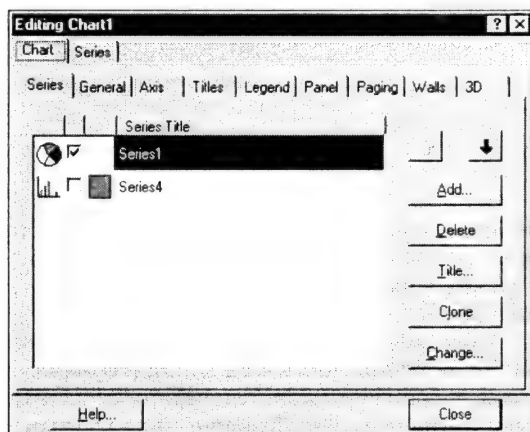 Editing Chart1 ? ×
Chart Series
Series General Axis Titles Legend Panel Paging Walls 3D
Series Title
Series1
Series4
Add...
Delete
Title...
Clone
Change...
Help... Close